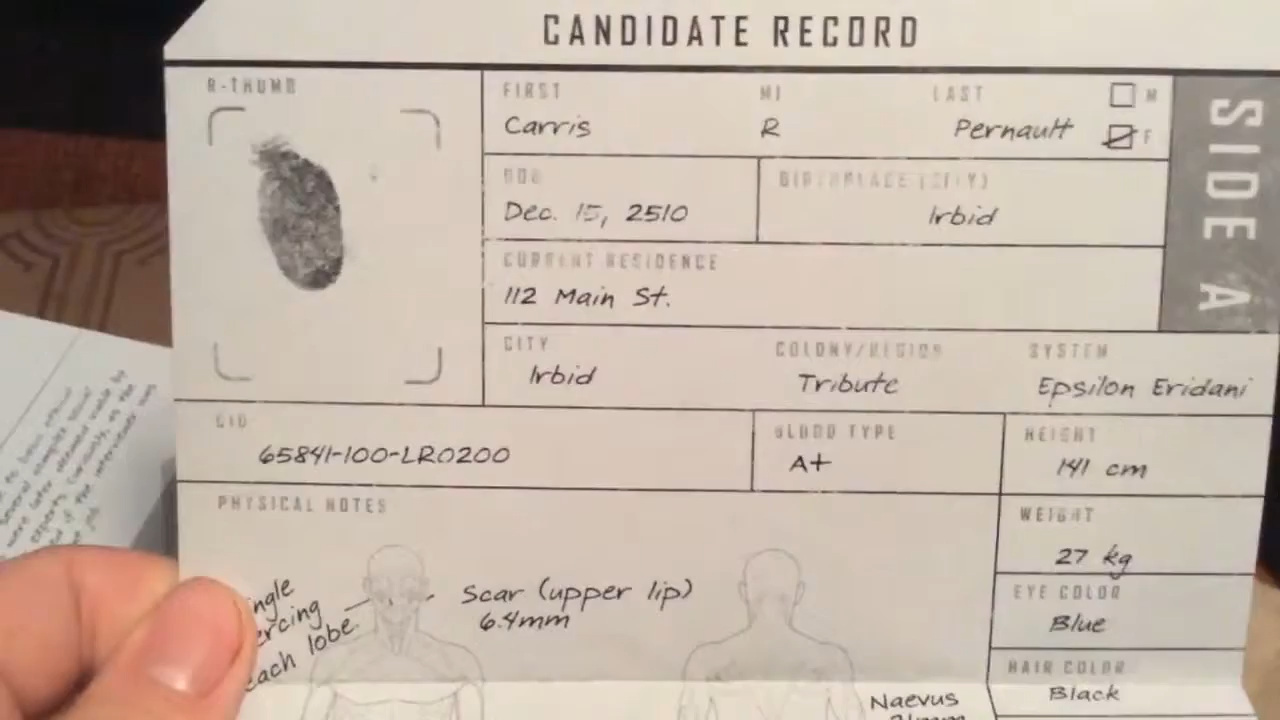 CANDIDATE RECORD
R-THUMB
FIRST MI LAST M
Carris R Pernault F
DOB BIRTHPLACE (CITY)
Dec. 15, 2510 Irbid
CURRENT RESIDENCE
112 Main St.
SIDE A
CITY COLONY/REGION SYSTEM
Irbid Tribute Epsilon Eridani
CID BLOOD TYPE HEIGHT
65841-100-LR0200 A+ 141 cm
PHYSICAL NOTES WEIGHT
27 kg
Scar (upper lip) EYE COLOR
6.4mm Blue
each lobe
HAIR COLOR
Naevus Black